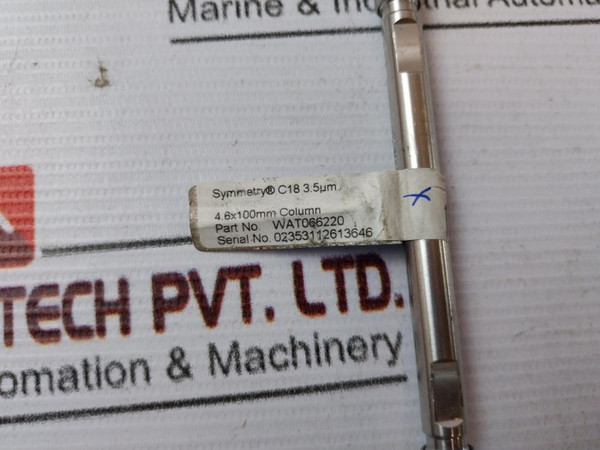 Marine & Industrial Automa
Symmetry® C18 3.5µm
4.6x100mm Column
Part No. WAT066220
Serial No. 02353112613646
TECH PVT. LTD.
omation & Machinery